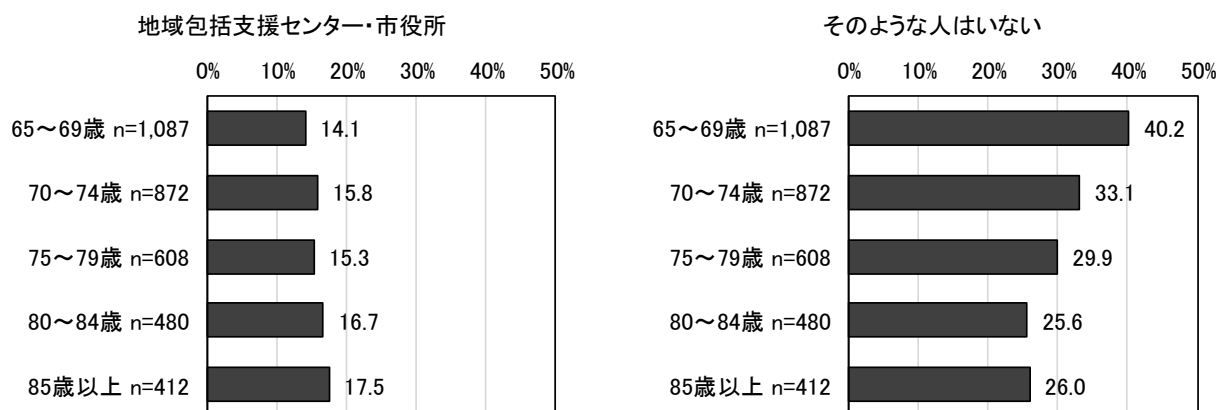 地域包括支援センター・市役所
0% 10% 20% 30% 40% 50%
65～69歳 n=1,087 14.1
70～74歳 n=872 15.8
75～79歳 n=608 15.3
80～84歳 n=480 16.7
85歳以上 n=412 17.5
そのような人はいない
0% 10% 20% 30% 40% 50%
65～69歳 n=1,087 40.2
70～74歳 n=872 33.1
75～79歳 n=608 29.9
80～84歳 n=480 25.6
85歳以上 n=412 26.0